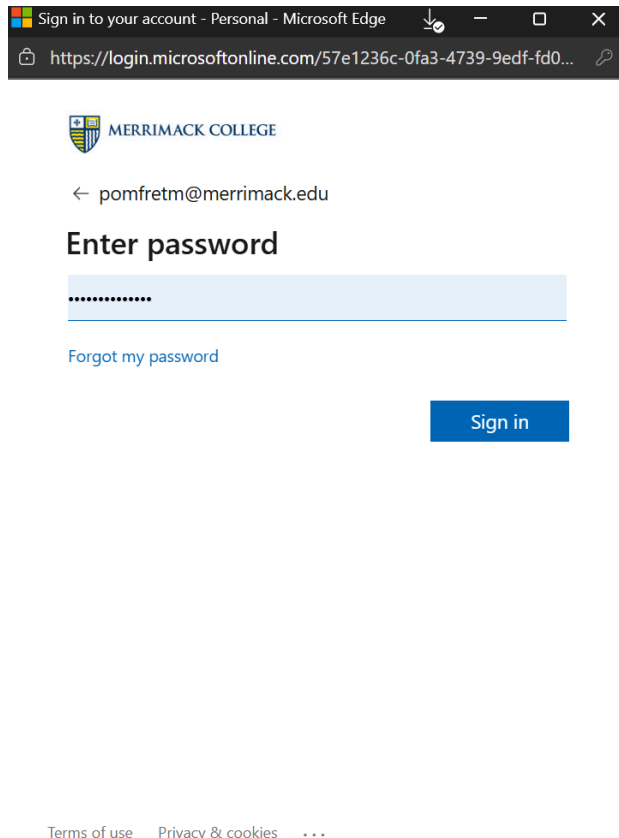 Sign in to your account - Personal - Microsoft Edge
https://login.microsoftonline.com/57e1236c-0fa3-4739-9edf-fd0...
MERRIMACK COLLEGE
pomfretm@merrimack.edu
Enter password
••••••••••••••
Forgot my password
Sign in
Terms of use Privacy & cookies ...